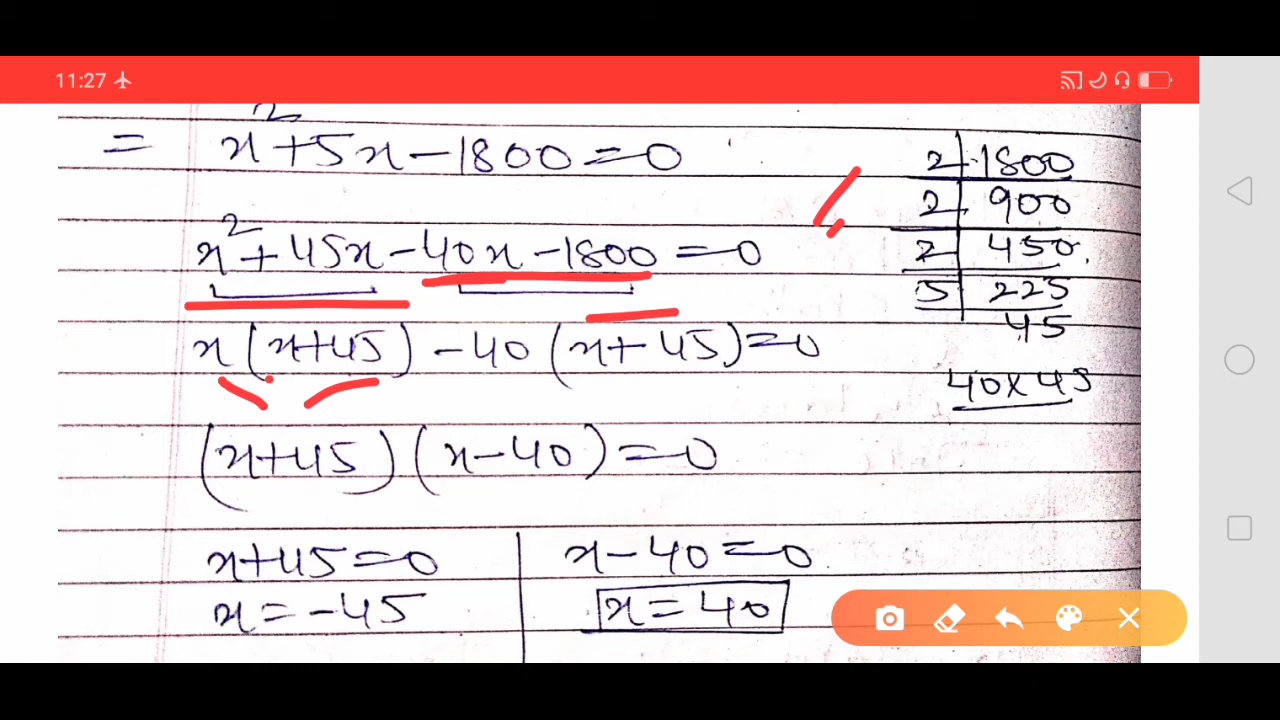 11:27
= x²+5x-1800=0
x²+45x-40x-1800=0
x(x+45)-40(x+45)=0
(x+45)(x-40)=0
x+45=0
x=-45
x-40=0
x=40
2 1800
2 900
2 450
5 225
45
40×45